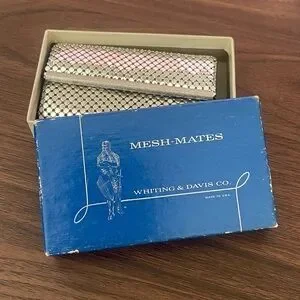 MESH-MATES
WHITING & DAVIS CO.
MADE IN U.S.A.